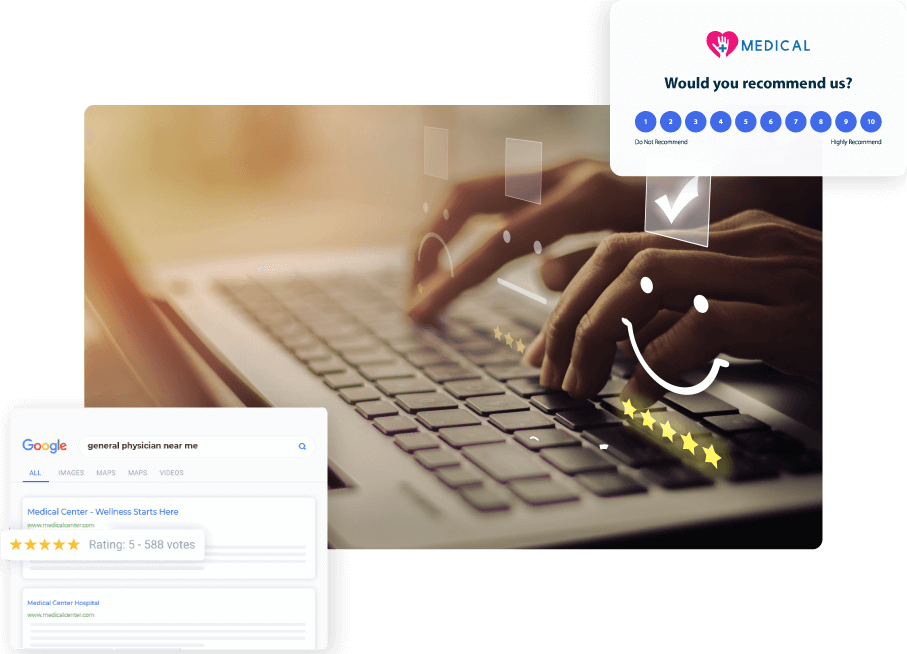 MEDICAL
Would you recommend us?
1 2 3 4 5 6 7 8 9 10
Do Not Recommend Highly Recommend
Google general physician near me
ALL IMAGES MAPS MAPS VIDEOS
Medical Center - Wellness Starts Here
www.medicalcenter.com
Rating: 5 - 588 votes
Medical Center Hospital
www.medicalcenter.com